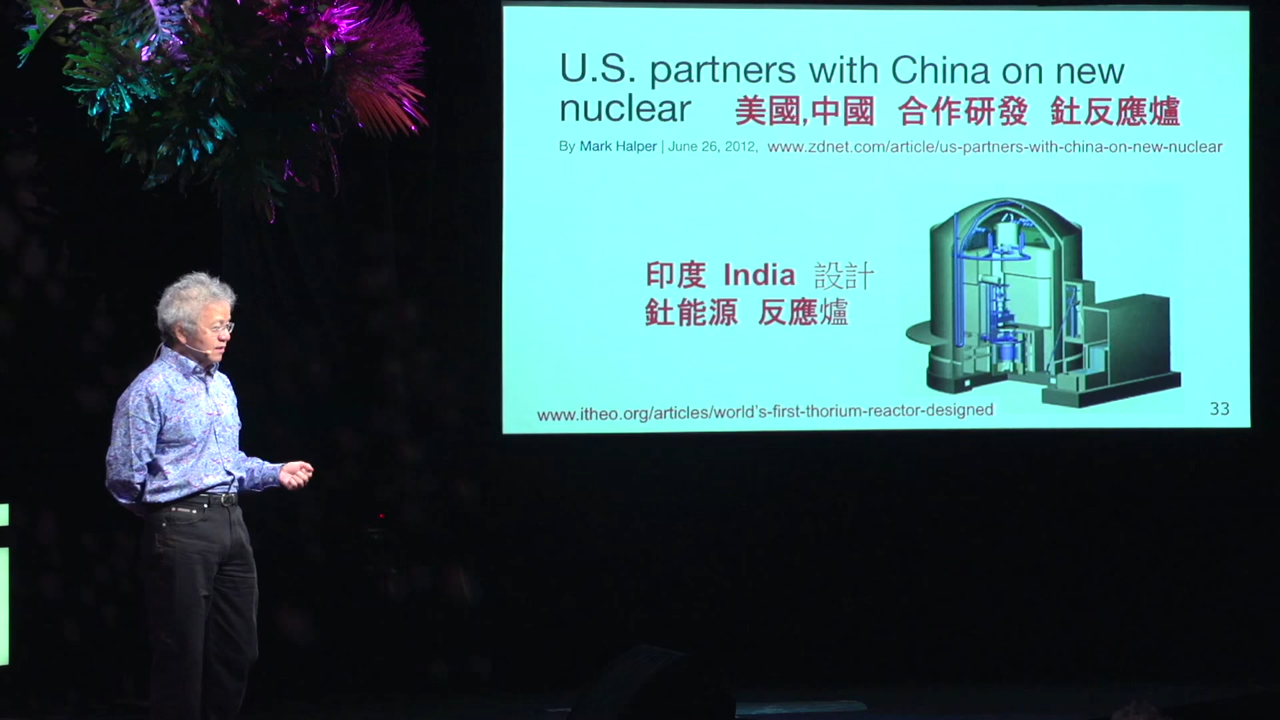 U.S. partners with China on new
nuclear 美國,中國 合作研發 釷反應爐
By Mark Halper | June 26, 2012, www.zdnet.com/article/us-partners-with-china-on-new-nuclear
印度 India 設計
釷能源 反應爐
www.itheo.org/articles/world's-first-thorium-reactor-designed
33